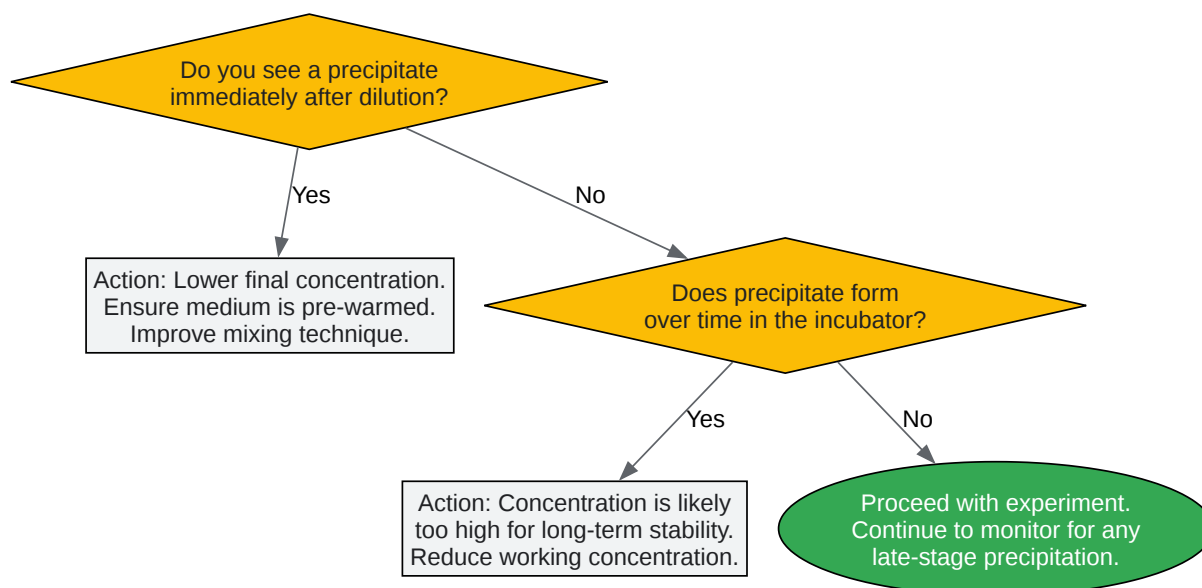 Do you see a precipitate
immediately after dilution?
Yes
No
Action: Lower final concentration.
Ensure medium is pre-warmed.
Improve mixing technique.
Does precipitate form
over time in the incubator?
Yes
No
Action: Concentration is likely
too high for long-term stability.
Reduce working concentration.
Proceed with experiment.
Continue to monitor for any
late-stage precipitation.